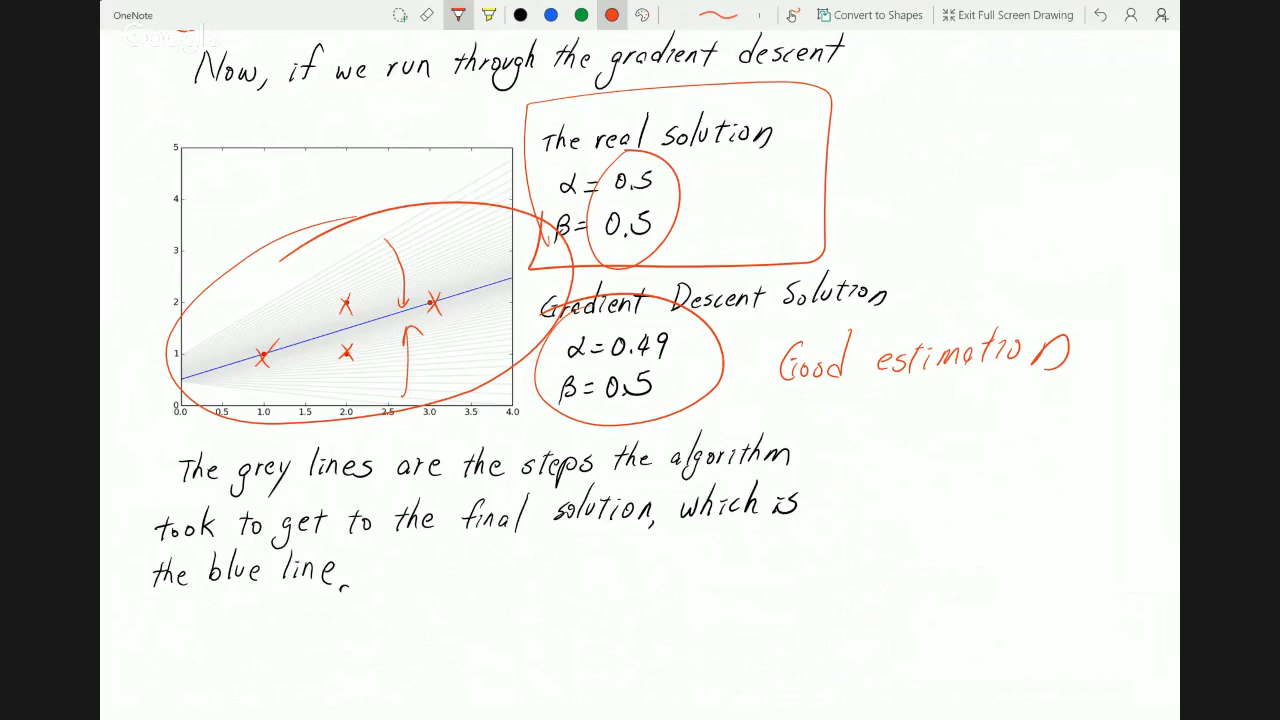 OneNote
Convert to Shapes
Exit Full Screen Drawing
Google
Now, if we run through the gradient descent
The real solution
α = 0.5
β = 0.5
5
4
3
2
1
0
0.0 0.5 1.0 1.5 2.0 2.5 3.0 3.5 4.0
Gradient Descent Solution
α = 0.49
β = 0.5
Good estimation
The grey lines are the steps the algorithm
took to get to the final solution, which is
the blue line.